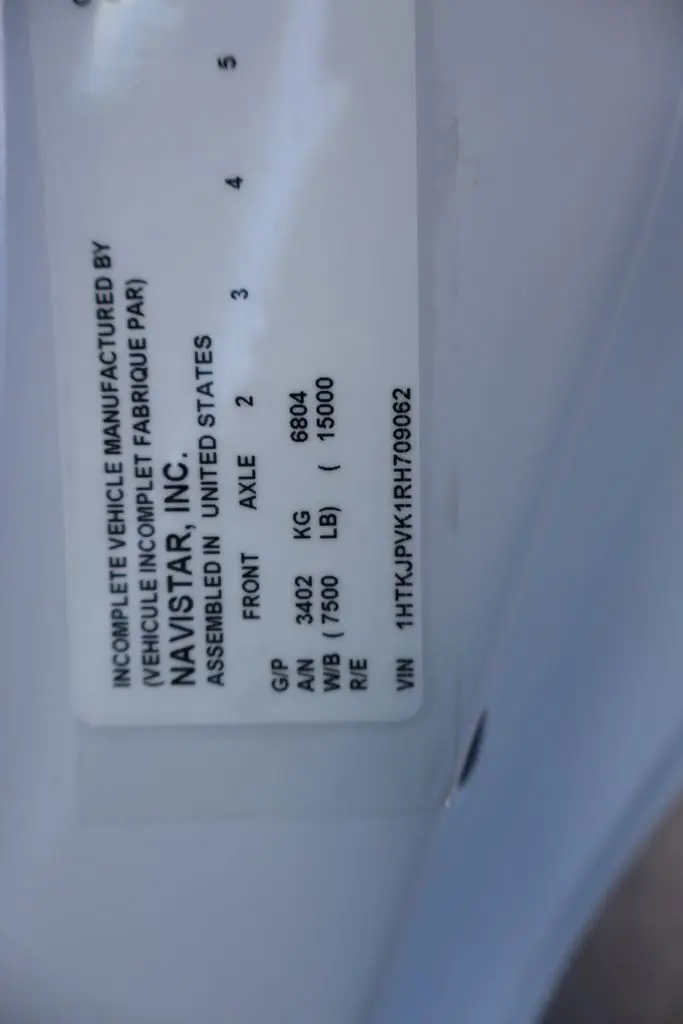 INCOMPLETE VEHICLE MANUFACTURED BY
(VEHICULE INCOMPLET FABRIQUE PAR)
NAVISTAR, INC.
ASSEMBLED IN UNITED STATES
FRONT AXLE 2 3 4 5
G/P
A/N 3402 KG 6804
W/B ( 7500 LB) ( 15000
R/E
VIN 1HTKJPVK1RH709062